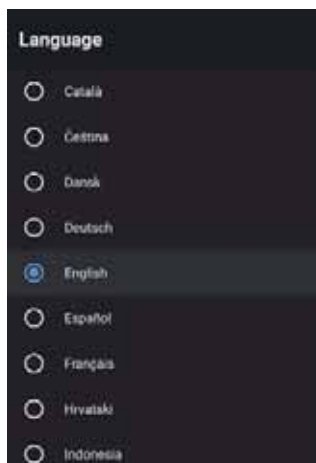 Language
Català
Čeština
Dansk
Deutsch
English
Español
Français
Hrvatski
Indonesia